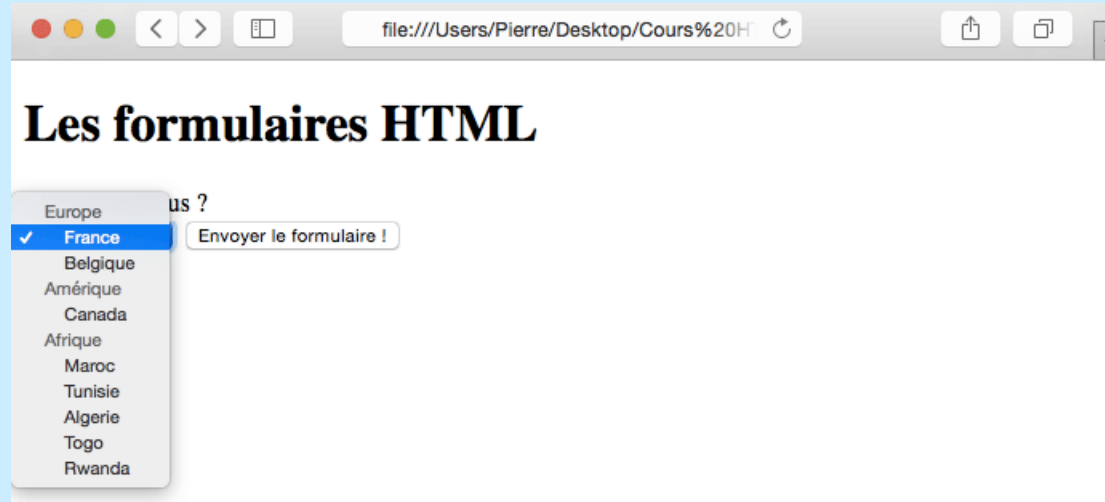 file:///Users/Pierre/Desktop/Cours%20H
Les formulaires HTML
us ?
Europe
✓ France
Envoyer le formulaire !
Belgique
Amérique
Canada
Afrique
Maroc
Tunisie
Algerie
Togo
Rwanda